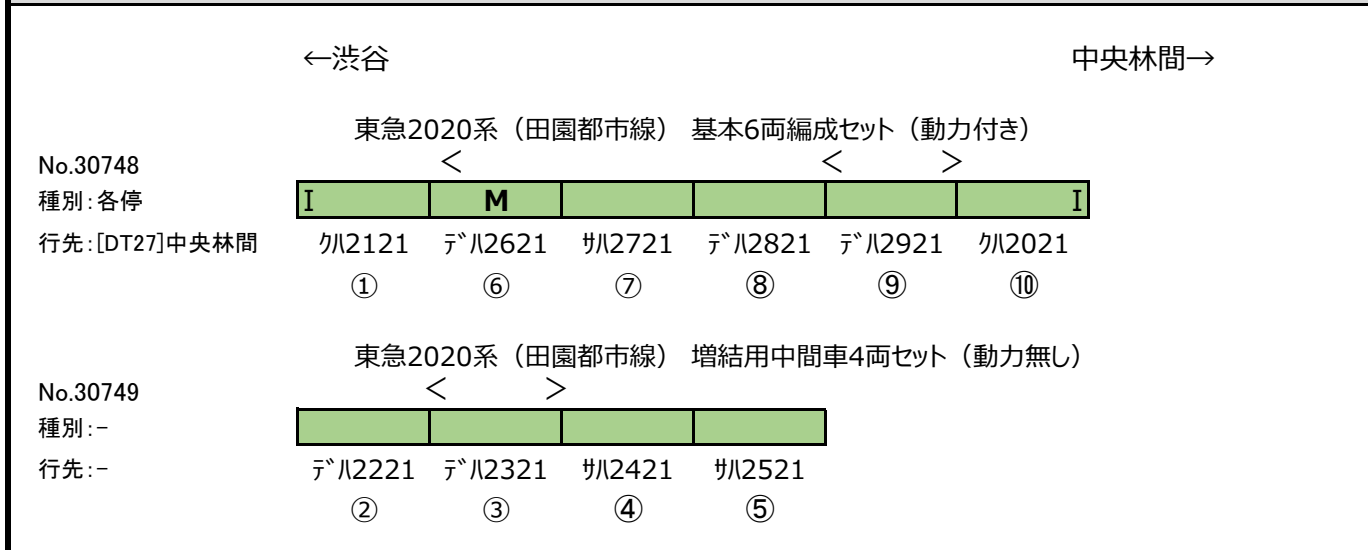 ←渋谷 中央林間→
東急2020系（田園都市線） 基本6両編成セット（動力付き）
No.30748 < < >
種別:各停 I M I
行先:[DT27]中央林間 ｸﾊ2121 ﾃﾞﾊ2621 ｻﾊ2721 ﾃﾞﾊ2821 ﾃﾞﾊ2921 ｸﾊ2021
① ⑥ ⑦ ⑧ ⑨ ⑩
東急2020系（田園都市線） 増結用中間車4両セット（動力無し）
No.30749 < >
種別:-
行先:- ﾃﾞﾊ2221 ﾃﾞﾊ2321 ｻﾊ2421 ｻﾊ2521
② ③ ④ ⑤